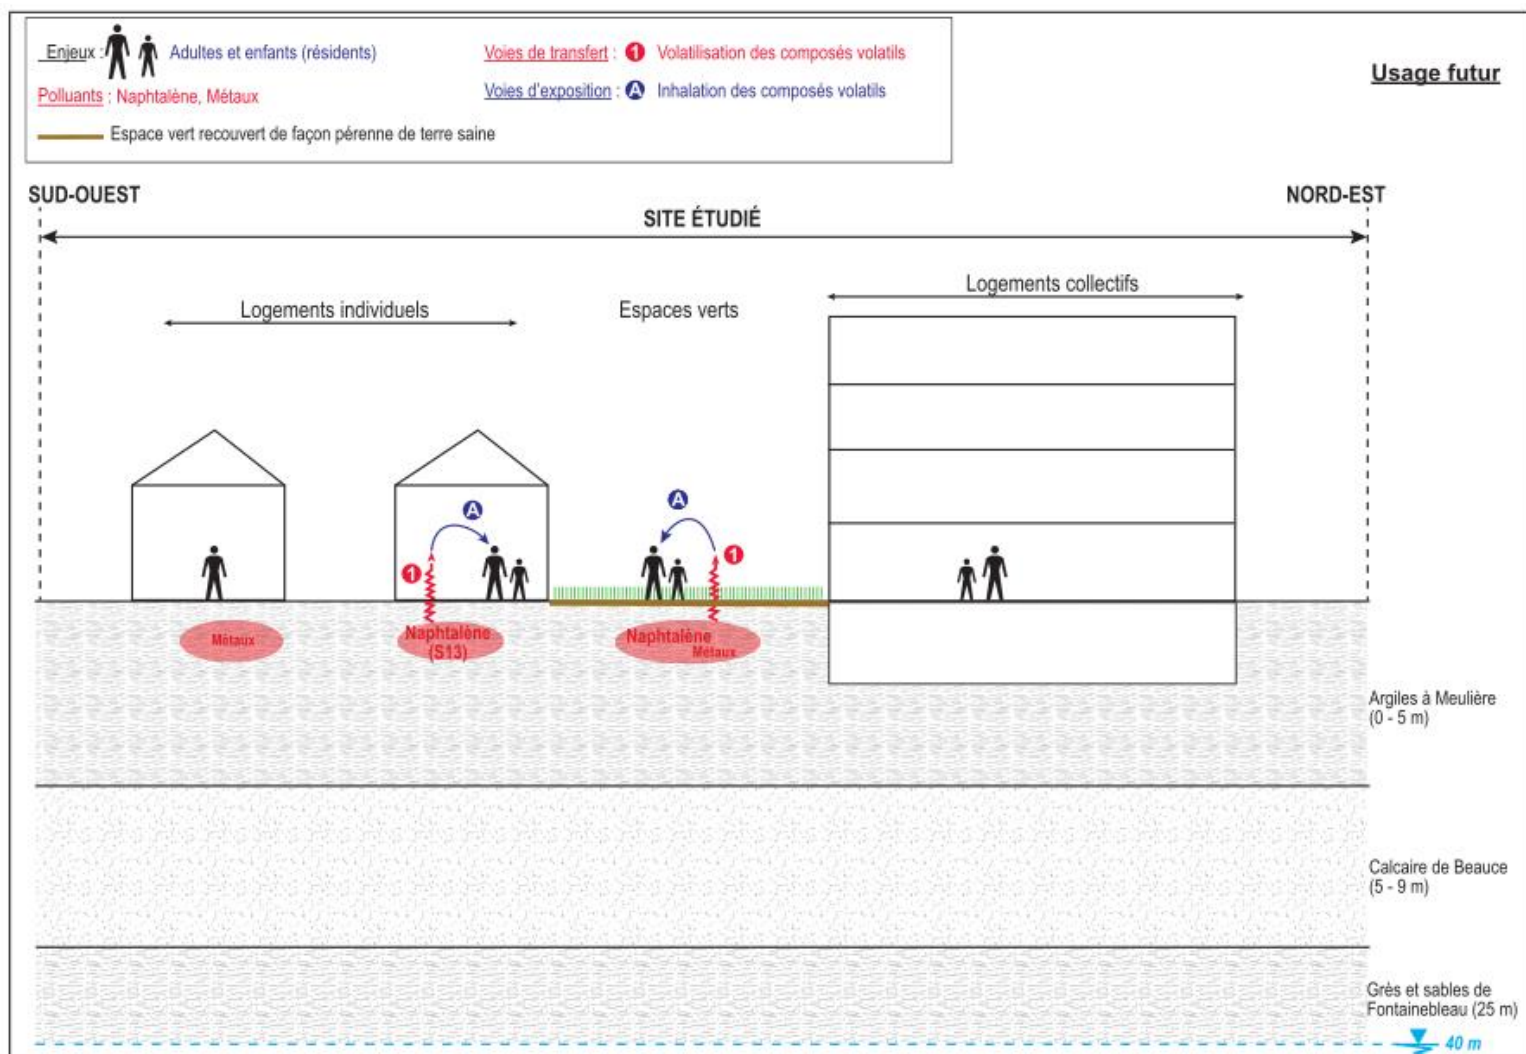 Enjeux : Adultes et enfants (résidents)
Voies de transfert : 1 Volatilisation des composés volatils
Polluants : Naphtalène, Métaux
Voies d'exposition : A Inhalation des composés volatils
Espace vert recouvert de façon pérenne de terre saine
Usage futur
SUD-OUEST
NORD-EST
SITE ÉTUDIÉ
Logements individuels
Espaces verts
Logements collectifs
A
A
1
1
Métaux
Naphtalène
(S13)
Naphtalène
Métaux
Argiles à Meulière
(0 - 5 m)
Calcaire de Beauce
(5 - 9 m)
Grès et sables de
Fontainebleau (25 m)
40 m